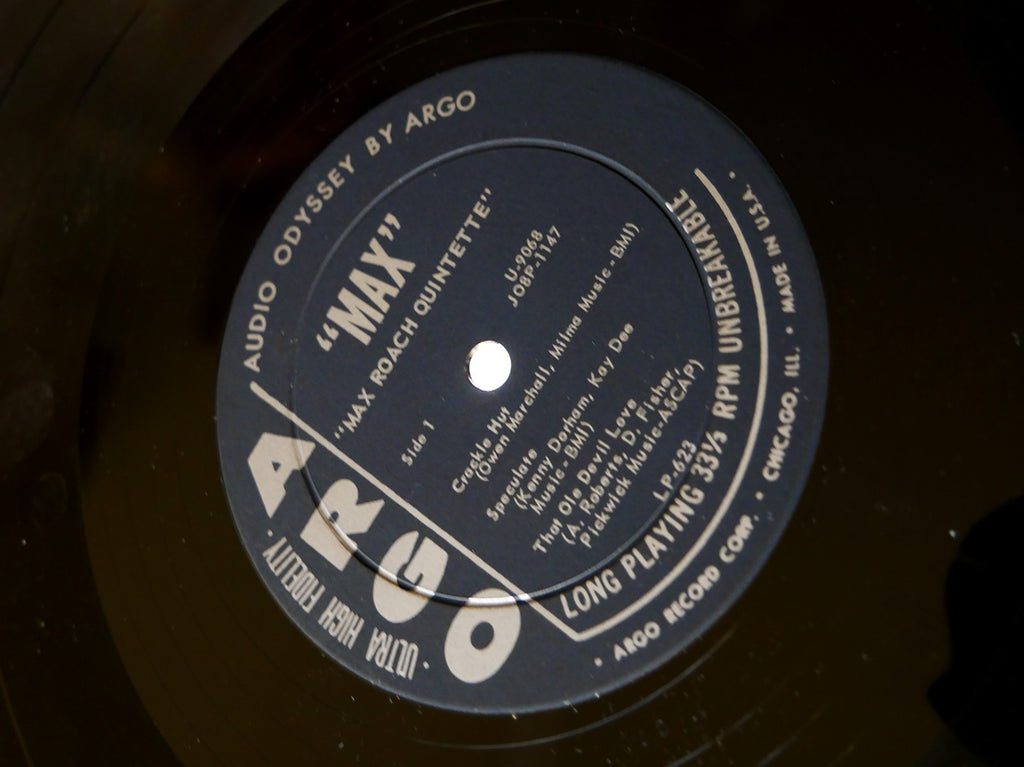 AUDIO ODYSSEY BY ARGO
"MAX"
"MAX ROACH QUINTETTE"
U-9068
JO8P-1147
Side 1
Crackle Hut
(Owen Marchall, Milma Music-BMI)
Speculate
(Kenny Dorham, Kay Dee
Music-BMI)
That Ole Devil Love
(A. Roberts, D. Fisher,
Pickwick Music-ASCAP)
LP-623
LONG PLAYING 33⅓ RPM UNBREAKABLE
ARGO
· ULTRA HIGH FIDELITY ·
• ARGO RECORD CORP. • CHICAGO, ILL. • MADE IN U.S.A. •